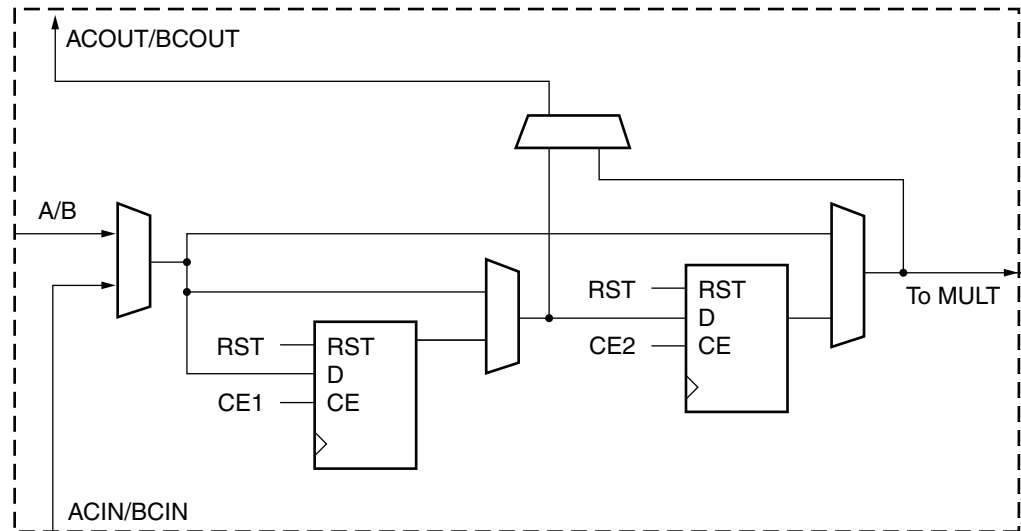 ACOUT/BCOUT
A/B
RST
RST
D
CE1
CE
RST
RST
D
CE2
CE
To MULT
ACIN/BCIN